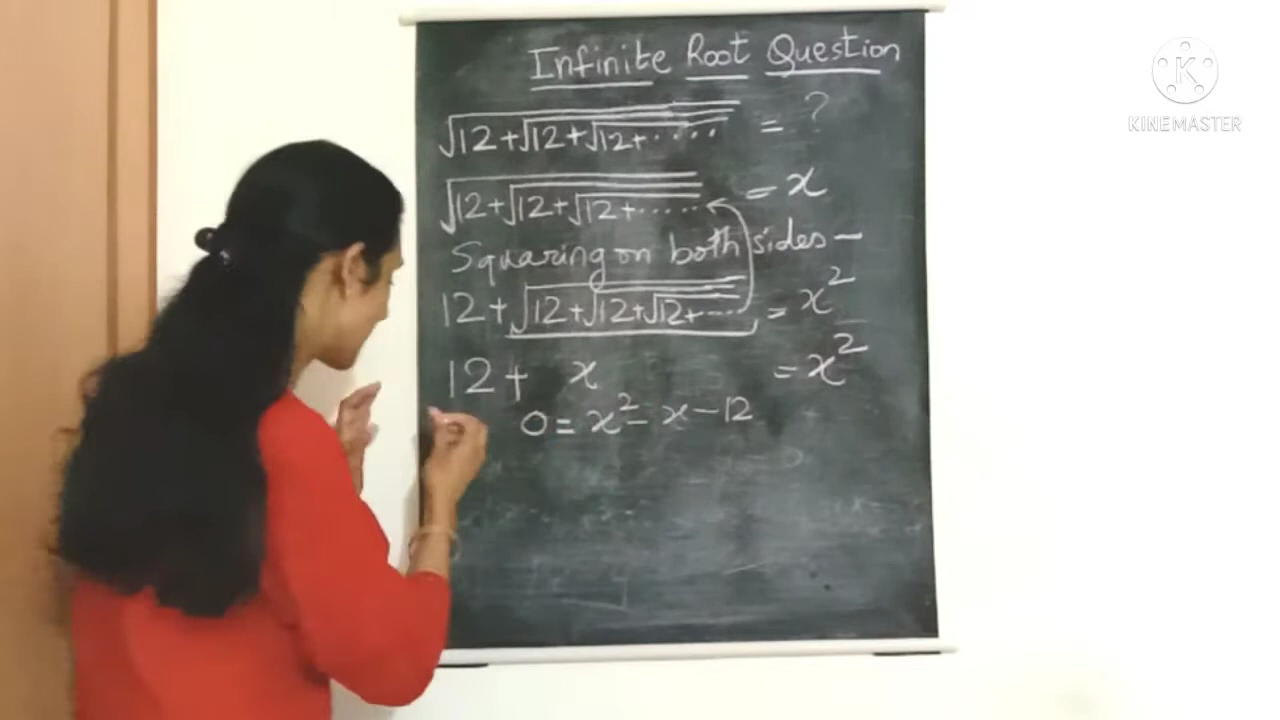 Infinite Root Question
√12+√12+√12+..... = ?
√12+√12+√12+...... = x
Squaring on both sides –
12+√12+√12+√12+..... = x²
12+ x = x²
0 = x² – x – 12
K
KINEMASTER